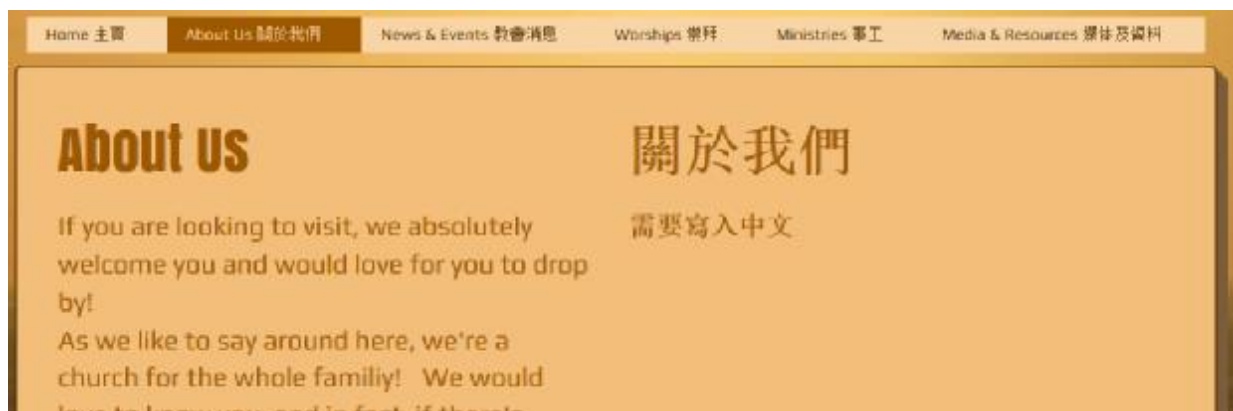 Home 主頁 About Us 關於我們 News & Events 教會消息 Worships 崇拜 Ministries 事工 Media & Resources 媒体及資料
About Us
If you are looking to visit, we absolutely
welcome you and would love for you to drop
by!
As we like to say around here, we're a
church for the whole familiy! We would
關於我們
需要寫入中文